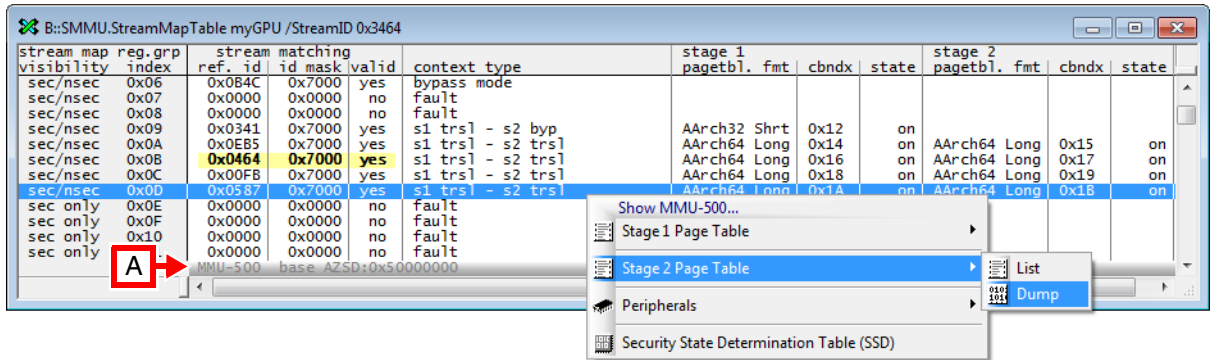 B::SMMU.StreamMapTable myGPU /StreamID 0x3464
stream map reg.grp stream matching stage 1 stage 2
visibility index ref. id id mask valid context type pagetbl. fmt cbndx state pagetbl. fmt cbndx state
sec/nsec 0x06 0x0B4C 0x7000 yes bypass mode
sec/nsec 0x07 0x0000 0x0000 no fault
sec/nsec 0x08 0x0000 0x0000 no fault
sec/nsec 0x09 0x0341 0x7000 yes s1 trsl - s2 byp AArch32 Shrt 0x12 on
sec/nsec 0x0A 0x0EB5 0x7000 yes s1 trsl - s2 trsl AArch64 Long 0x14 on AArch64 Long 0x15 on
sec/nsec 0x0B 0x0464 0x7000 yes s1 trsl - s2 trsl AArch64 Long 0x16 on AArch64 Long 0x17 on
sec/nsec 0x0C 0x00FB 0x7000 yes s1 trsl - s2 trsl AArch64 Long 0x18 on AArch64 Long 0x19 on
sec/nsec 0x0D 0x0587 0x7000 yes s1 trsl - s2 trsl AArch64 Long 0x1A on AArch64 Long 0x1B on
sec only 0x0E 0x0000 0x0000 no fault
sec only 0x0F 0x0000 0x0000 no fault
sec only 0x10 0x0000 0x0000 no fault
sec only 0x0000 0x0000 no fault
A
MMU-500 base AZSD:0x50000000
Show MMU-500...
Stage 1 Page Table
Stage 2 Page Table
List
Dump
Peripherals
Security State Determination Table (SSD)